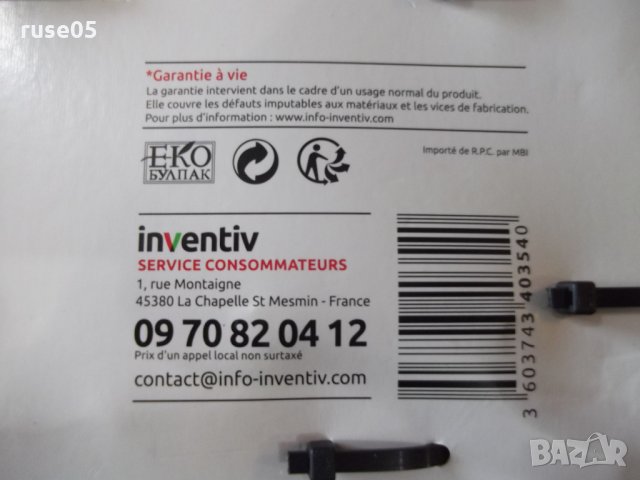 ruse05
*Garantie à vie
La garantie intervient dans le cadre d'un usage normal du produit.
Elle couvre les défauts imputables aux matériaux et les vices de fabrication.
Pour plus d'information : www.info-inventiv.com
EKO
БУЛПАК
Importé de R.P.C. par MBI
inventiv
SERVICE CONSOMMATEURS
1, rue Montaigne
45380 La Chapelle St Mesmin - France
09 70 82 04 12
Prix d'un appel local non surtaxé
contact@info-inventiv.com
3 603743 403540
BAZAR